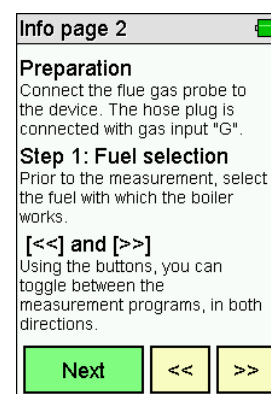 Info page 2
Preparation
Connect the flue gas probe to
the device. The hose plug is
connected with gas input "G".
Step 1: Fuel selection
Prior to the measurement, select
the fuel with which the boiler
works.
[<<] and [>>]
Using the buttons, you can
toggle between the
measurement programs, in both
directions.
Next << >>